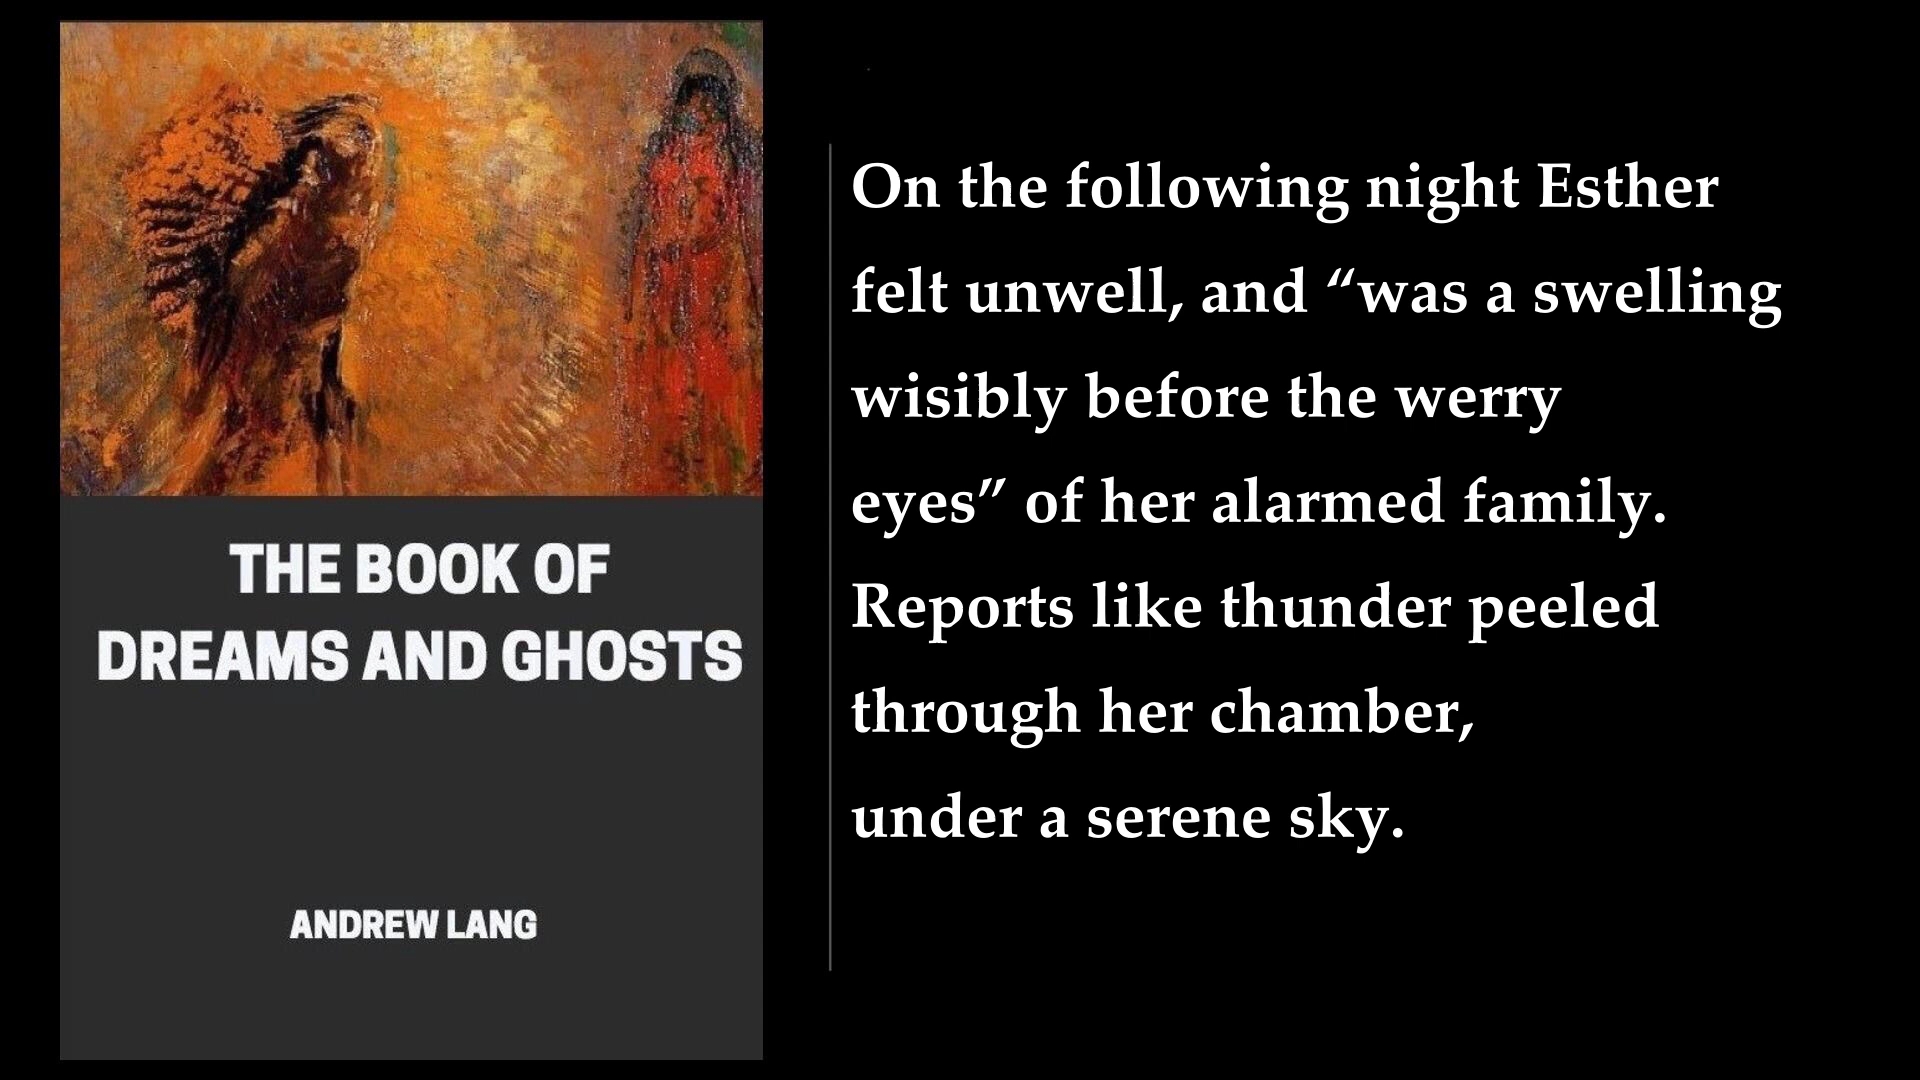 THE BOOK OF
DREAMS AND GHOSTS
ANDREW LANG
On the following night Esther
felt unwell, and “was a swelling
wisibly before the werry
eyes” of her alarmed family.
Reports like thunder peeled
through her chamber,
under a serene sky.